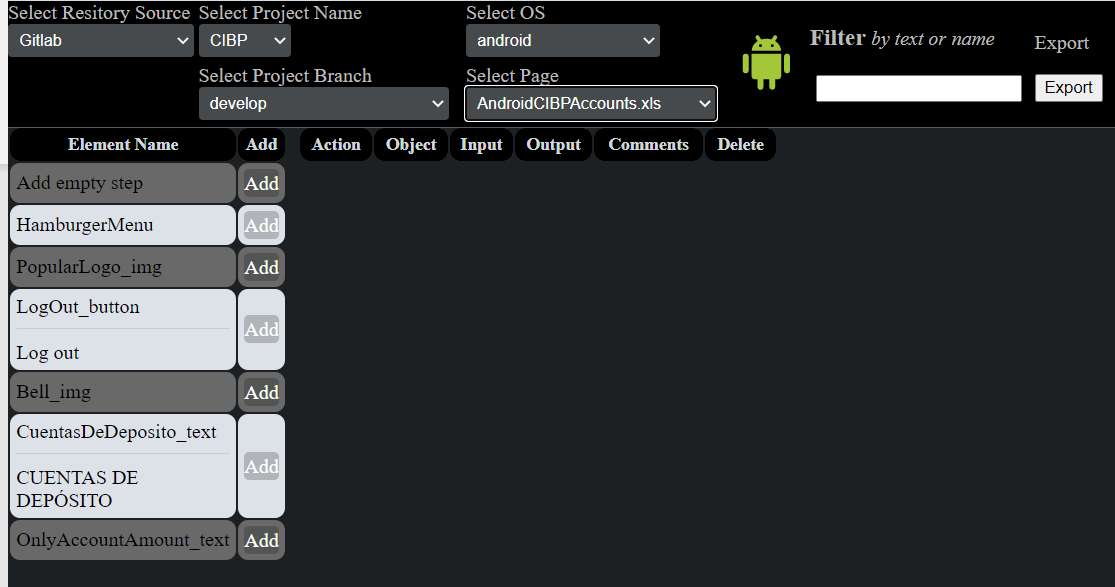 Select Resitory Source
Select Project Name
Select OS
Gitlab
CIBP
android
Filter by text or name
Export
Select Project Branch
Select Page
develop
AndroidCIBPAccounts.xls
Export
Element Name
Add
Action
Object
Input
Output
Comments
Delete
Add empty step
Add
HamburgerMenu
Add
PopularLogo_img
Add
LogOut_button
Log out
Add
Bell_img
Add
CuentasDeDeposito_text
CUENTAS DE
DEPÓSITO
Add
OnlyAccountAmount_text
Add